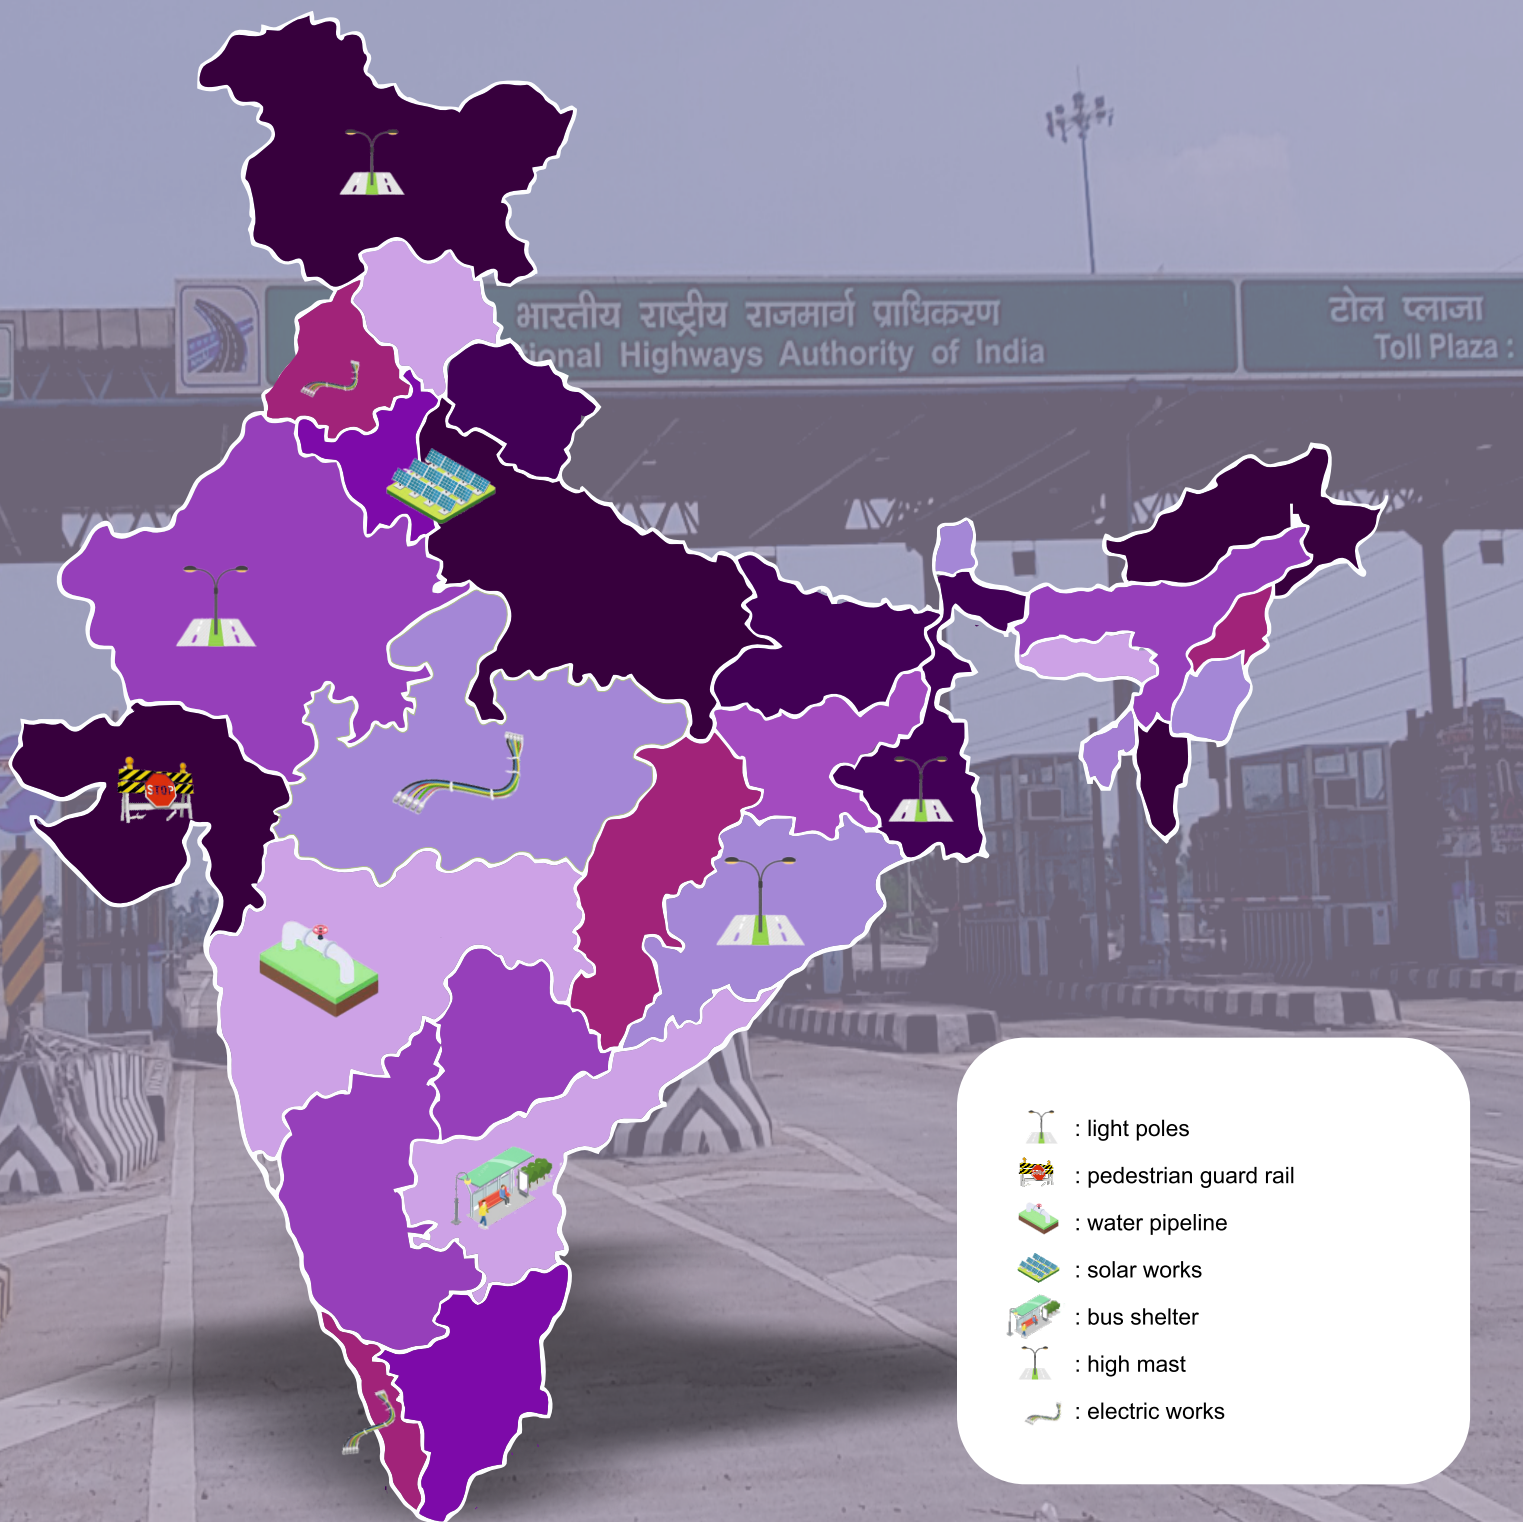 भारतीय राष्ट्रीय राजमार्ग प्राधिकरण
tional Highways Authority of India
टोल प्लाजा
Toll Plaza :
STOP
: light poles
: pedestrian guard rail
: water pipeline
: solar works
: bus shelter
: high mast
: electric works